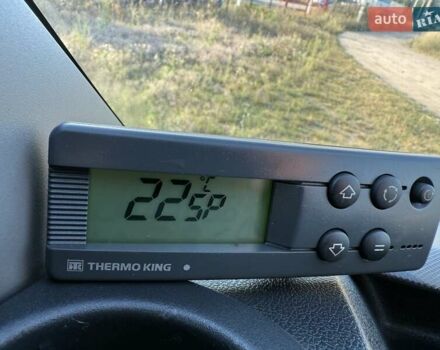 auto RIA
22 °C
SP
THERMO KING